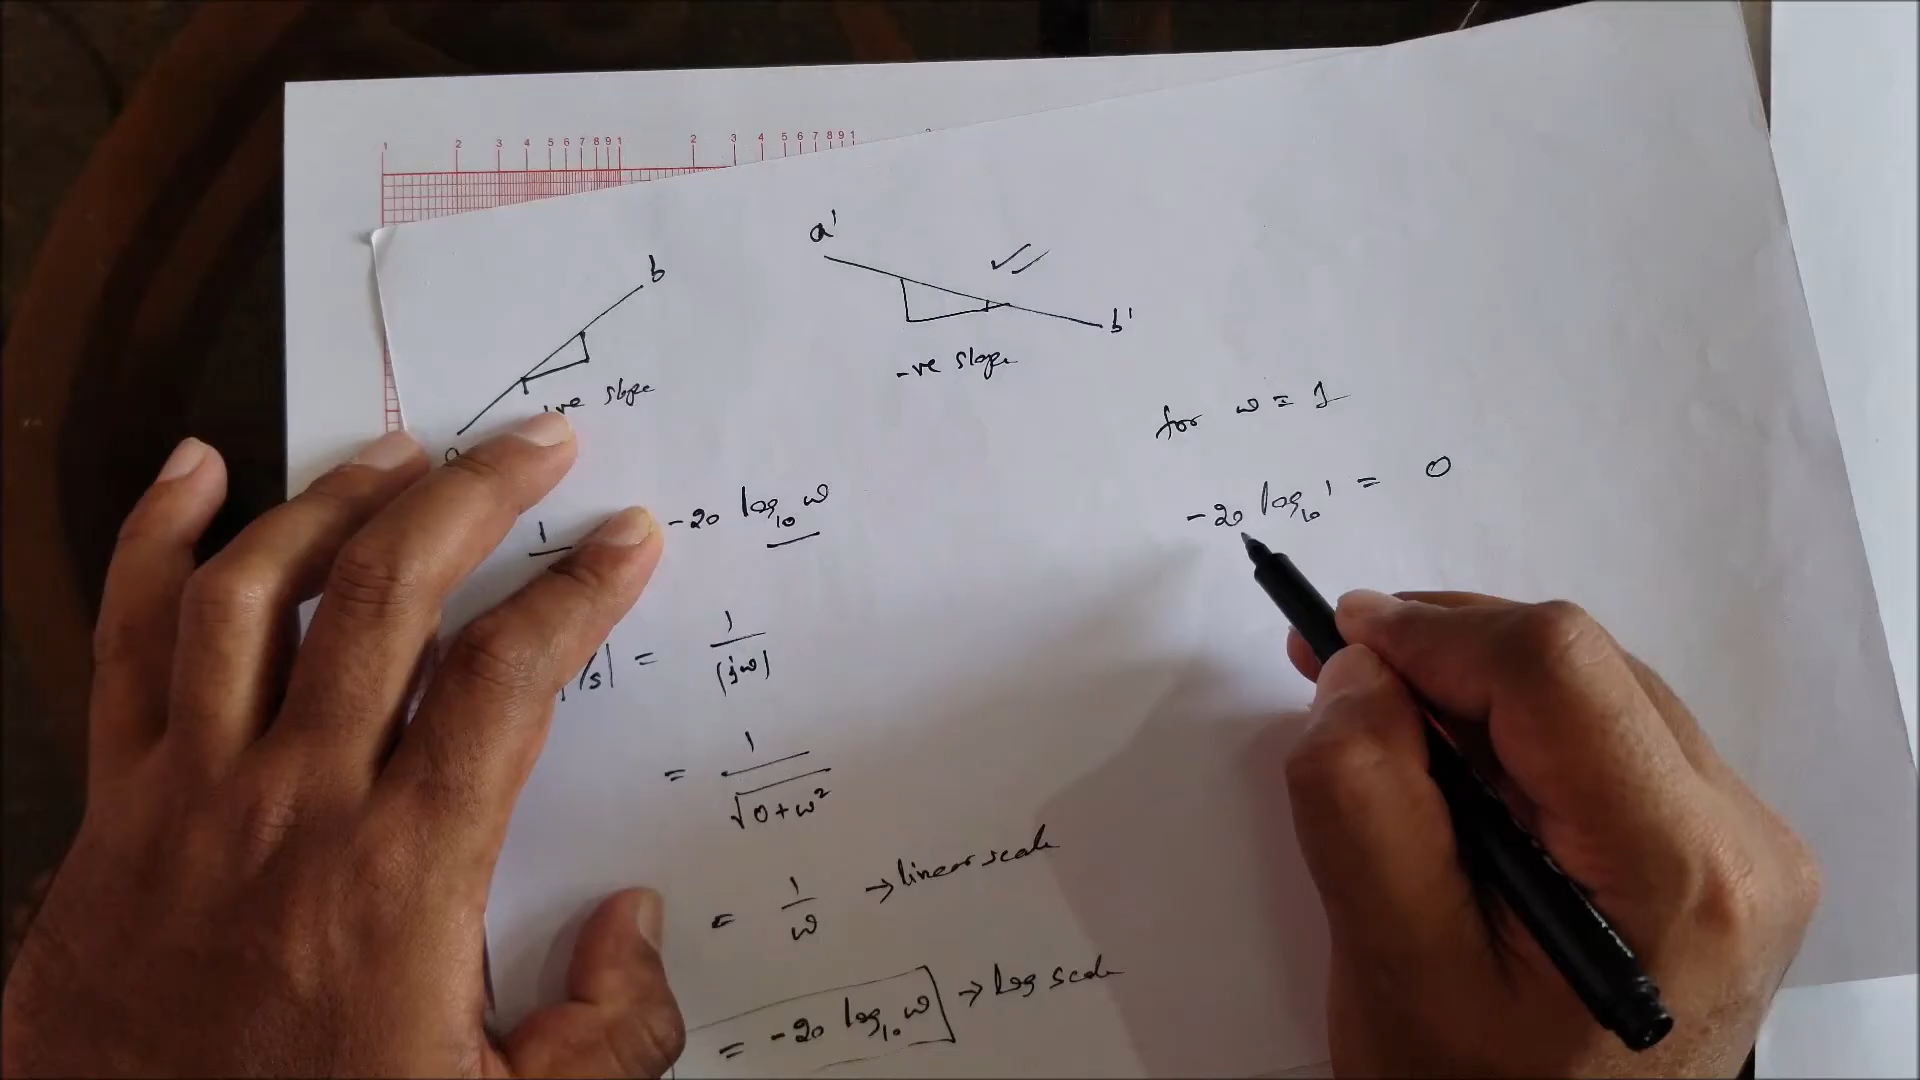 1 2 3 4 5 6 7 8 9 1 2 3 4 5 6 7 8 9 1
a'
b
b'
-ve slope
ve slope
a
for ω = 1
-20 log₁₀ 1 = 0
1 -20 log₁₀ ω
/s| = 1/|jω|
= 1/√0+ω²
= 1/ω → linear scale
= -20 log₁₀ ω → log scale